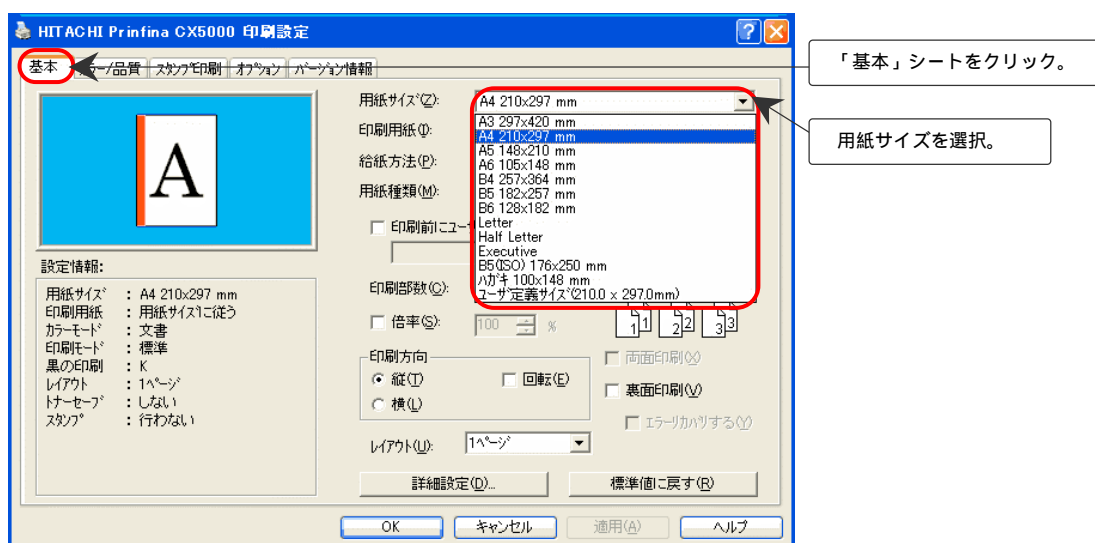 HITACHI Prinfina CX5000 印刷設定
基本
/品質
スタンプ印刷
オプション
バージョン情報
「基本」シートをクリック。
用紙サイズを選択。
A
用紙サイズ(Z):
A4 210x297 mm
A3 297x420 mm
A4 210x297 mm
A5 148x210 mm
A6 105x148 mm
B4 257x364 mm
B5 182x257 mm
B6 128x182 mm
Letter
Half Letter
Executive
B5(ISO) 176x250 mm
ハガキ 100x148 mm
ユーザ定義サイズ(210.0 x 297.0mm)
印刷用紙(I):
給紙方法(P):
用紙種類(M):
印刷前にユー
印刷部数(C):
倍率(S):
100
%
1 1 2 2 3 3
印刷方向
縦(T)
回転(E)
横(L)
両面印刷(X)
裏面印刷(V)
エラーリカバリする(Y)
レイアウト(U):
1ページ
詳細設定(D)...
標準値に戻す(R)
設定情報:
用紙サイズ : A4 210x297 mm
印刷用紙 : 用紙サイズに従う
カラーモード : 文書
印刷モード : 標準
黒の印刷 : K
レイアウト : 1ページ
トナーセーブ : しない
スタンプ : 行わない
OK
キャンセル
適用(A)
ヘルプ